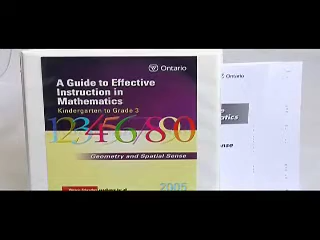 Ontario
A Guide to Effective
Instruction in
Mathematics
Kindergarten to Grade 3
1234567890
Geometry and Spatial Sense
2005
Ontario